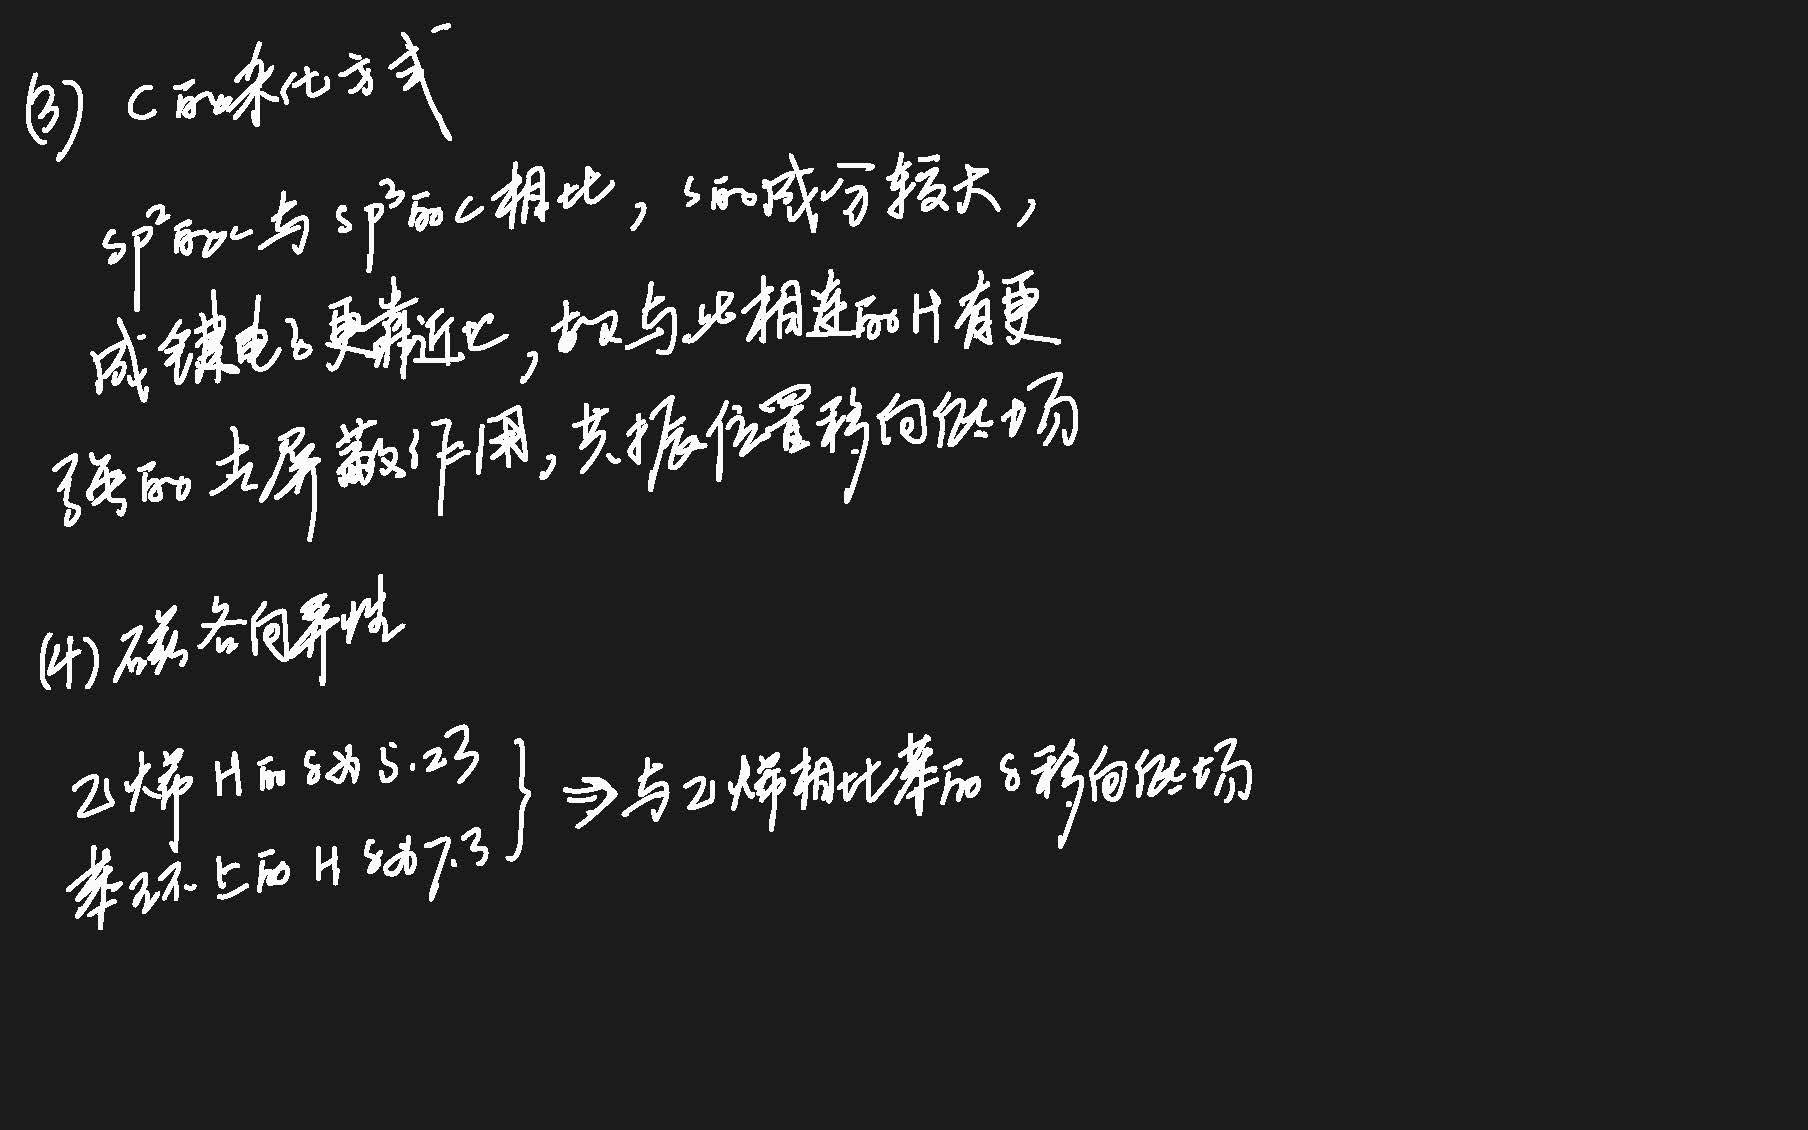 (3) C的杂化方式
sp²的C与sp³的C相比，s的成分较大，
成键电子更靠近C，故与此相连的H有更
强的去屏蔽作用，共振位置移向低场
(4) 磁各向异性
乙烯H的δ为5.23
苯环上的H δ为7.3
⇒与乙烯相比苯的δ移向低场